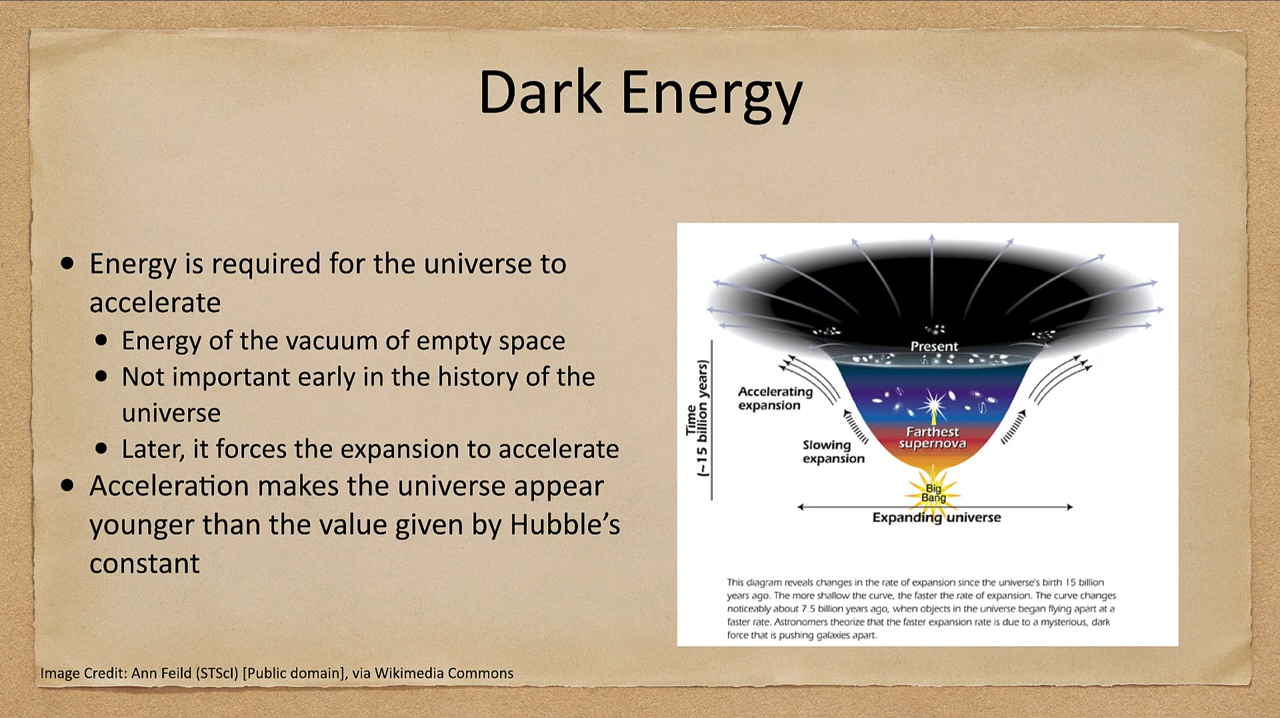 Dark Energy
• Energy is required for the universe to
accelerate
• Energy of the vacuum of empty space
• Not important early in the history of the
universe
• Later, it forces the expansion to accelerate
• Acceleration makes the universe appear
younger than the value given by Hubble’s
constant
Present
Time
(~15 billion years)
Accelerating
expansion
Slowing
expansion
Farthest
supernova
Big
Bang
Expanding universe
This diagram reveals changes in the rate of expansion since the universe's birth 15 billion
years ago. The more shallow the curve, the faster the rate of expansion. The curve changes
noticeably about 7.5 billion years ago, when objects in the universe began flying apart at a
faster rate. Astronomers theorize that the faster expansion rate is due to a mysterious, dark
force that is pushing galaxies apart.
Image Credit: Ann Feild (STScI) [Public domain], via Wikimedia Commons